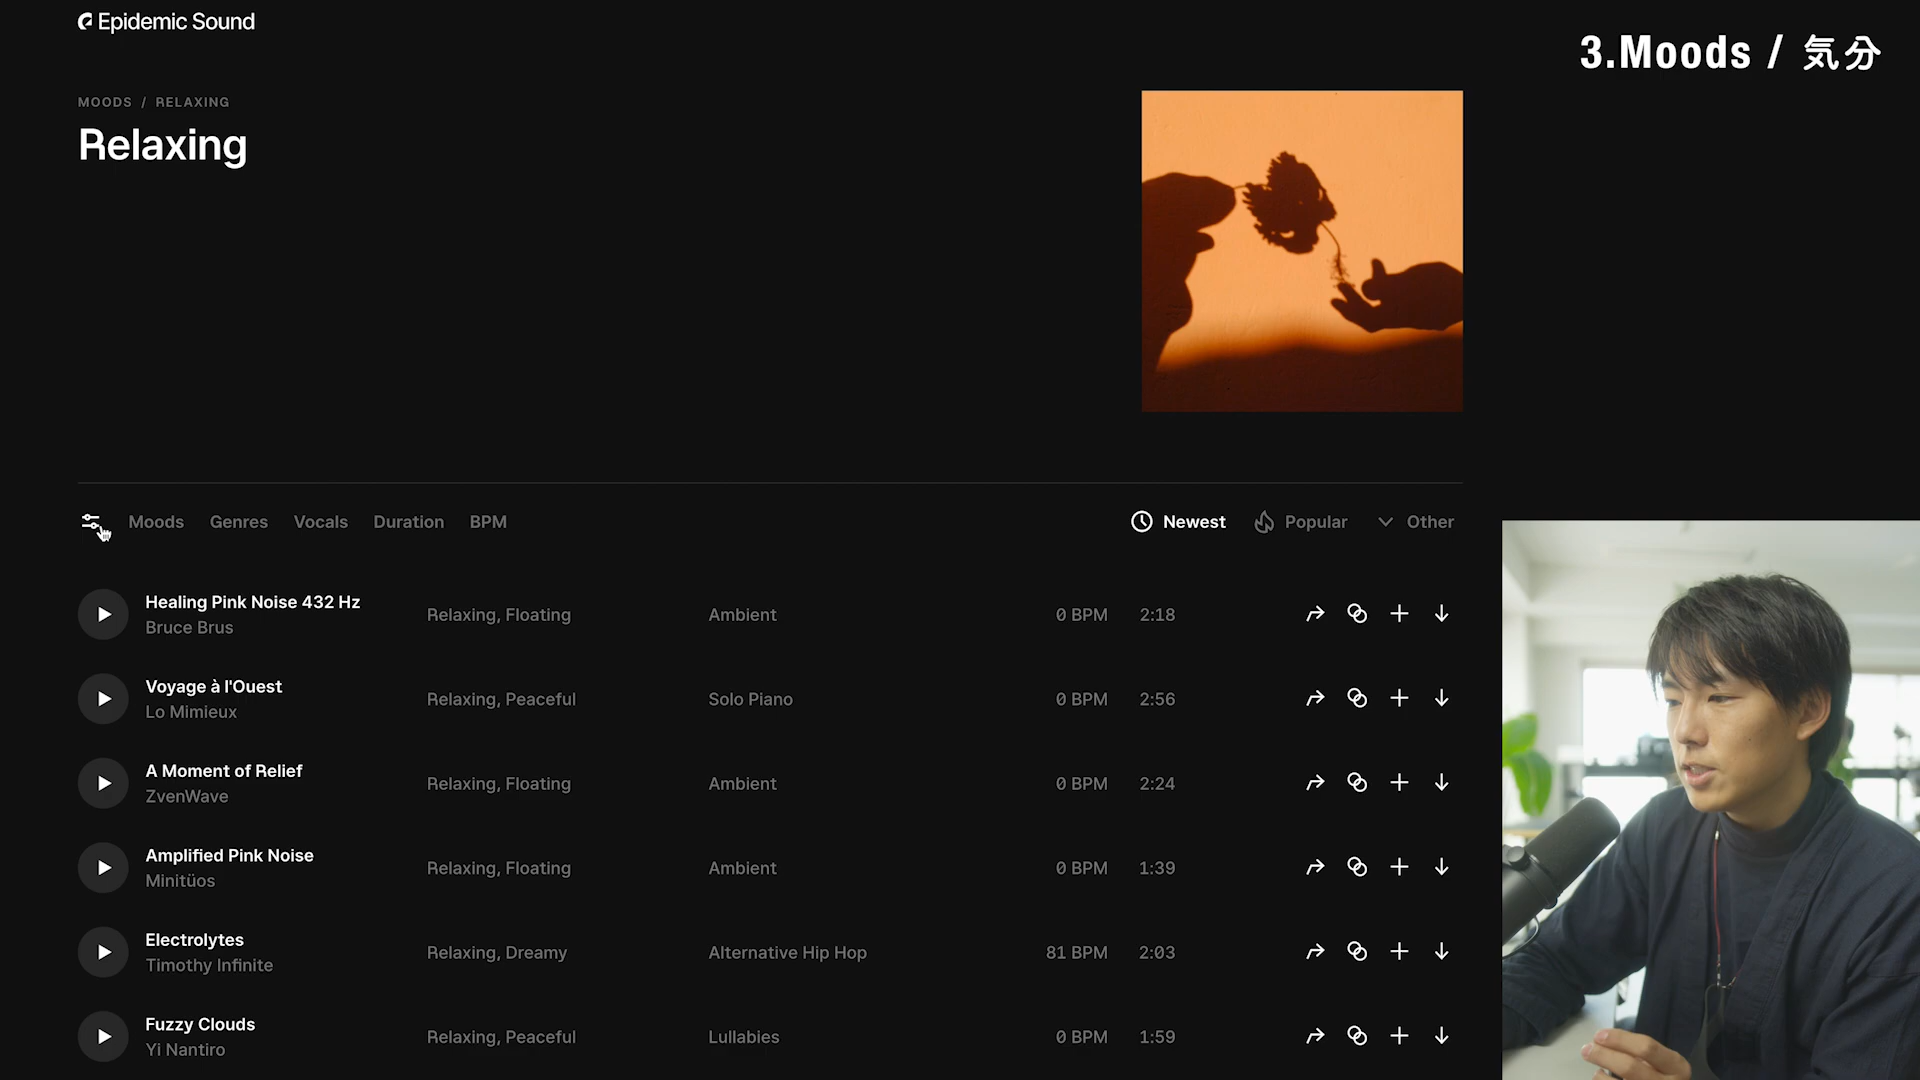 Epidemic Sound
3.Moods / 気分
MOODS / RELAXING
Relaxing
Moods Genres Vocals Duration BPM Newest Popular Other
Healing Pink Noise 432 Hz
Bruce Brus
Relaxing, Floating Ambient 0 BPM 2:18
Voyage à l'Ouest
Lo Mimieux
Relaxing, Peaceful Solo Piano 0 BPM 2:56
A Moment of Relief
ZvenWave
Relaxing, Floating Ambient 0 BPM 2:24
Amplified Pink Noise
Minitüos
Relaxing, Floating Ambient 0 BPM 1:39
Electrolytes
Timothy Infinite
Relaxing, Dreamy Alternative Hip Hop 81 BPM 2:03
Fuzzy Clouds
Yi Nantiro
Relaxing, Peaceful Lullabies 0 BPM 1:59